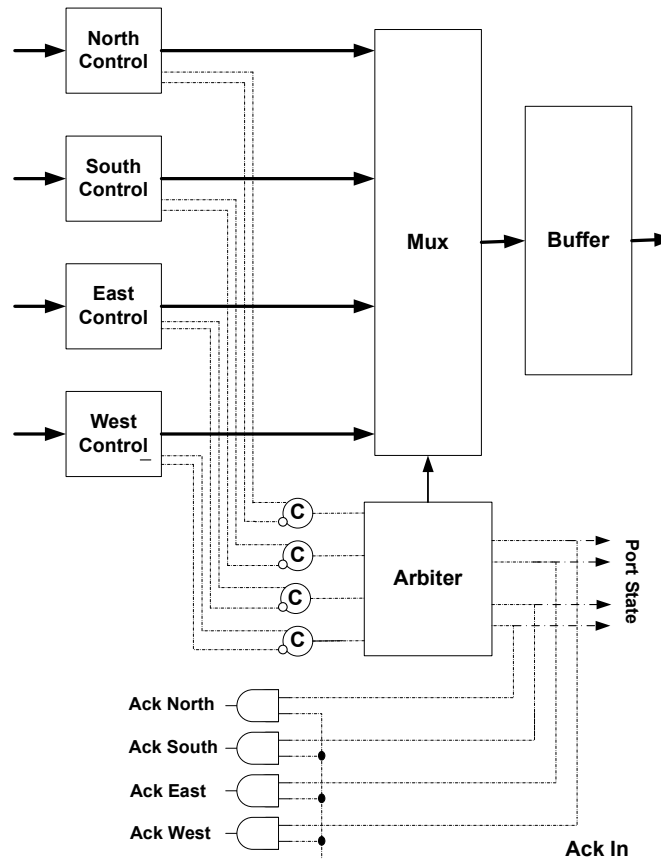 North
Control
South
Control
East
Control
West
Control
Mux
Buffer
C
C
C
C
Arbiter
Port State
Ack North
Ack South
Ack East
Ack West
Ack In